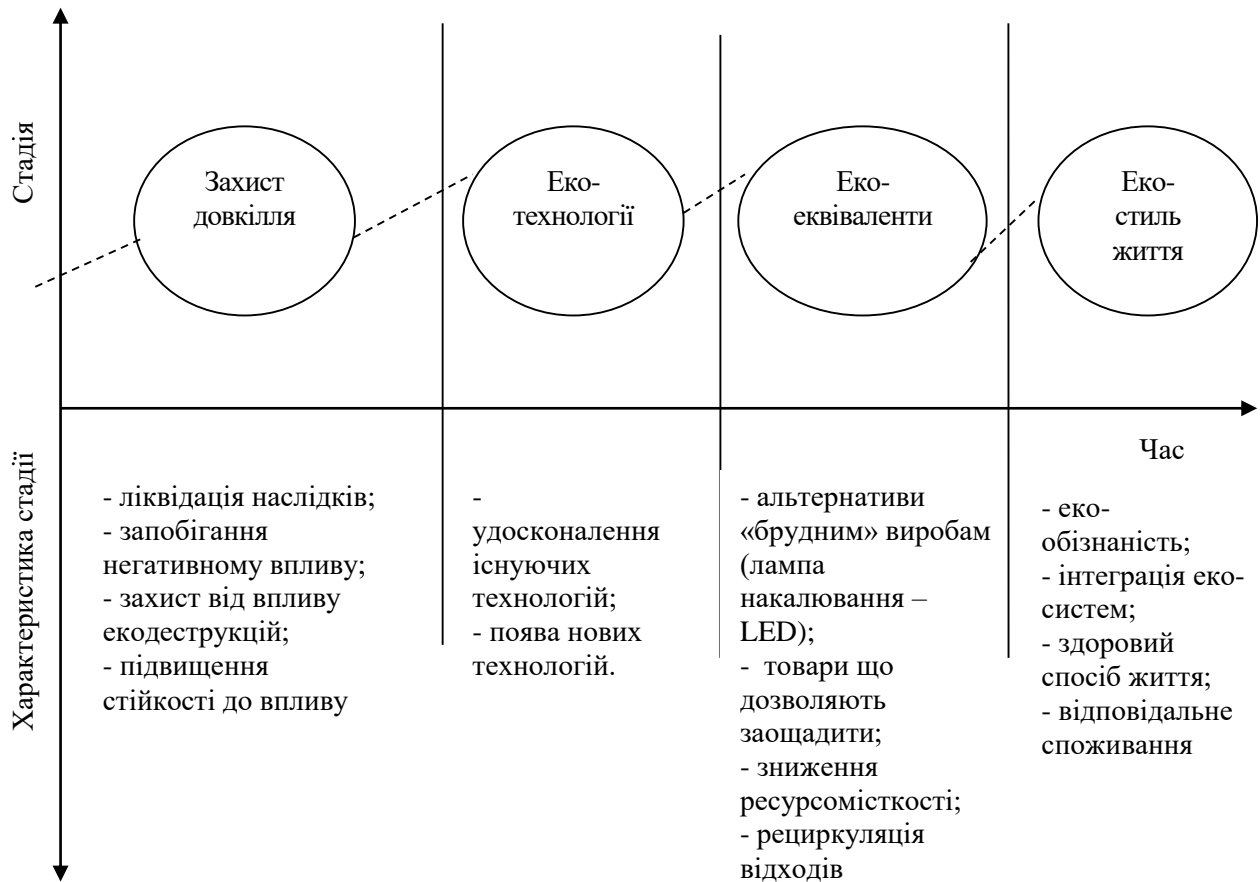 Стадія
Захист
довкілля
Еко-
технології
Еко-
еквіваленти
Еко-
стиль
життя
Час
Характеристика стадії
- ліквідація наслідків;
- запобігання
негативному впливу;
- захист від впливу
екодеструкцій;
- підвищення
стійкості до впливу
-
удосконалення
існуючих
технологій;
- поява нових
технологій.
- альтернативи
«брудним» виробам
(лампа
накалювання –
LED);
- товари що
дозволяють
заощадити;
- зниження
ресурсомісткості;
- рециркуляція
відходів
- еко-
обізнаність;
- інтеграція еко-
систем;
- здоровий
спосіб життя;
- відповідальне
споживання